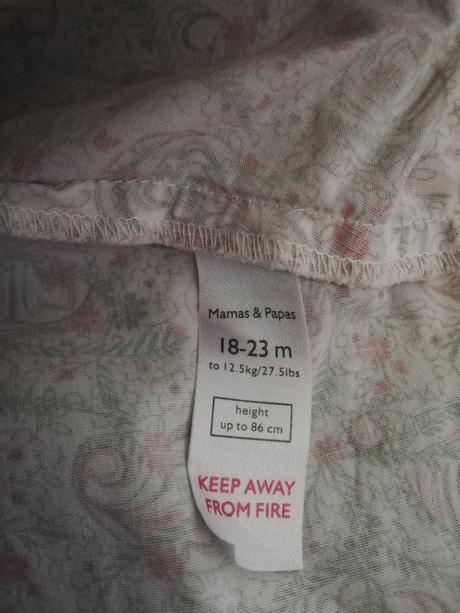 Mamas & Papas
18-23 m
to 12.5kg/27.5lbs
height
up to 86 cm
KEEP AWAY
FROM FIRE